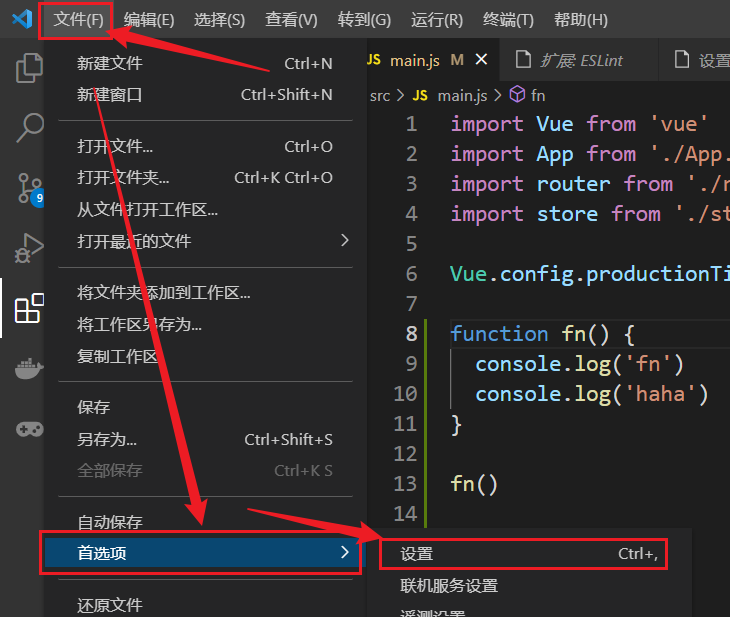 文件(F) 编辑(E) 选择(S) 查看(V) 转到(G) 运行(R) 终端(T) 帮助(H)
新建文件 Ctrl+N
新建窗口 Ctrl+Shift+N
打开文件... Ctrl+O
打开文件夹... Ctrl+K Ctrl+O
从文件打开工作区...
打开最近的文件
将文件夹添加到工作区...
将工作区另存为...
复制工作区
保存
另存为... Ctrl+Shift+S
全部保存 Ctrl+K S
自动保存
首选项
还原文件
9
JS main.js M 扩展: ESLint 设置
src > JS main.js > fn
1 import Vue from 'vue'
2 import App from './App.
3 import router from './
4 import store from './st
5
6 Vue.config.productionTi
7
8 function fn() {
9 console.log('fn')
10 console.log('haha')
11 }
12
13 fn()
14
设置 Ctrl+,
联机服务设置
遥测设置